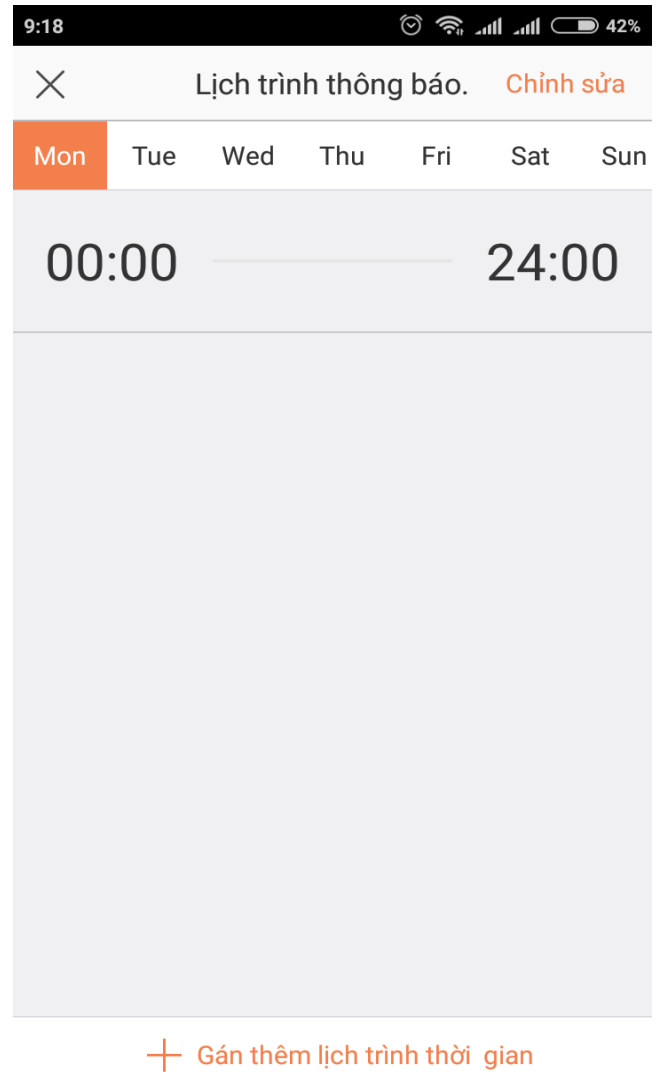 9:18 42%
Lịch trình thông báo. Chỉnh sửa
Mon Tue Wed Thu Fri Sat Sun
00:00 24:00
Gán thêm lịch trình thời gian